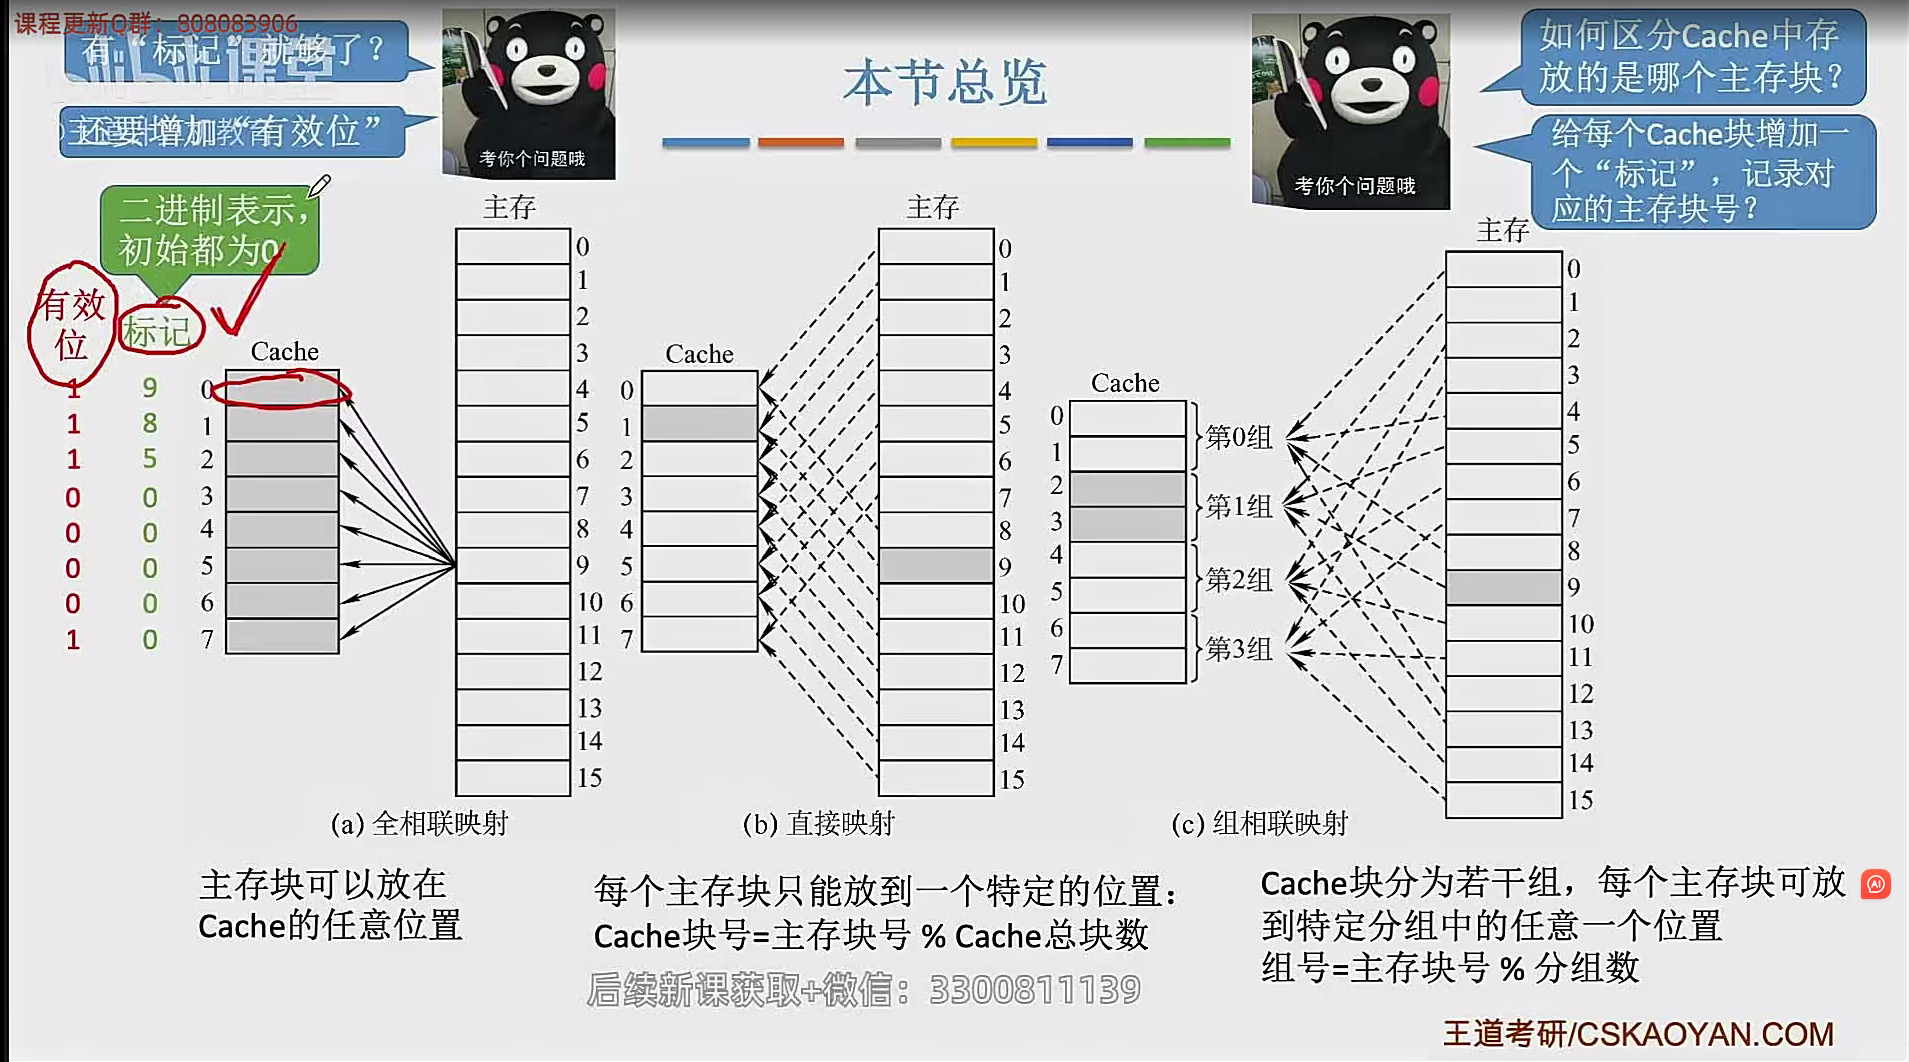 课程更新Q群：808083906
有“标记”就够了？
还要增加“有效位”
考你个问题哦
本节总览
考你个问题哦
如何区分Cache中存
放的是哪个主存块？
给每个Cache块增加一
个“标记”，记录对
应的主存块号？
二进制表示，
初始都为0
有效
位
标记
Cache
1 9 0
1 8 1
1 5 2
0 0 3
0 0 4
0 0 5
0 0 6
1 0 7
主存
0
1
2
3
4
5
6
7
8
9
10
11
12
13
14
15
(a) 全相联映射
主存块可以放在
Cache的任意位置
Cache
0
1
2
3
4
5
6
7
主存
0
1
2
3
4
5
6
7
8
9
10
11
12
13
14
15
(b) 直接映射
每个主存块只能放到一个特定的位置：
Cache块号=主存块号 % Cache总块数
Cache
0
1
2
3
4
5
6
7
第0组
第1组
第2组
第3组
主存
0
1
2
3
4
5
6
7
8
9
10
11
12
13
14
15
(c) 组相联映射
Cache块分为若干组，每个主存块可放
到特定分组中的任意一个位置
组号=主存块号 % 分组数
AI
后续新课获取+微信：3300811139
王道考研/CSKAOYAN.COM